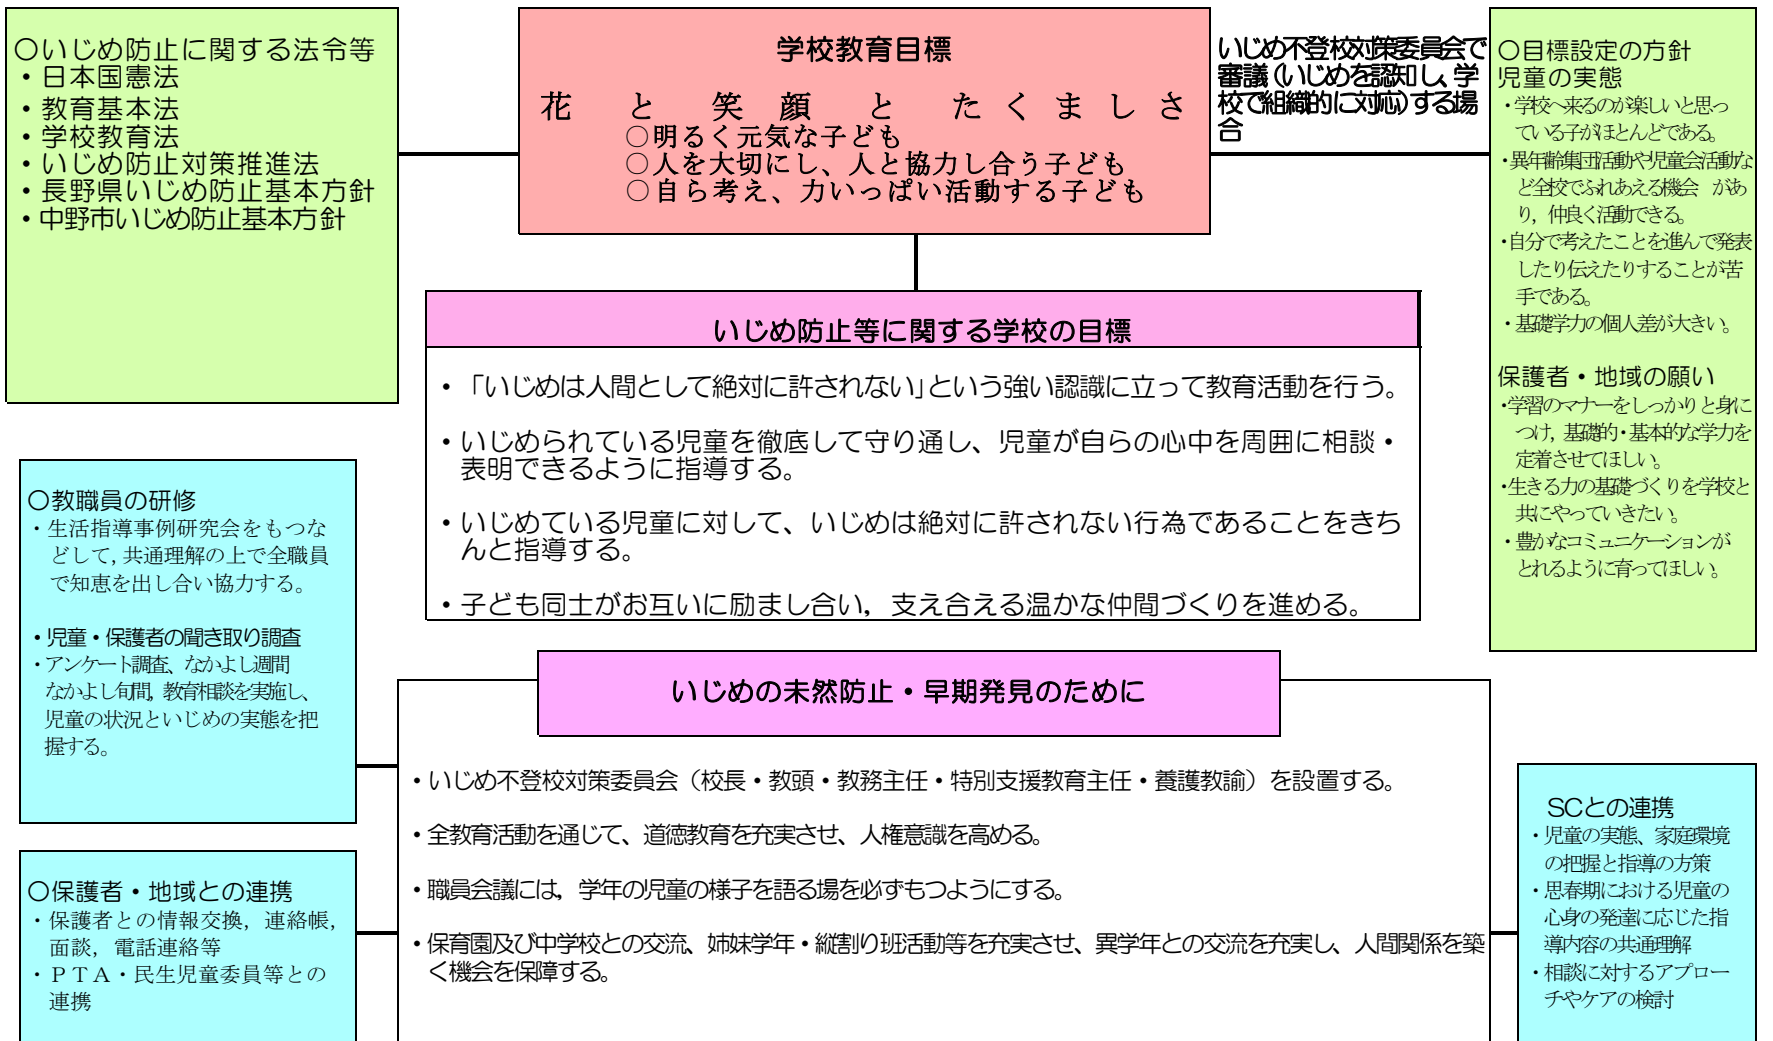 〇いじめ防止に関する法令等
・日本国憲法
・教育基本法
・学校教育法
・いじめ防止対策推進法
・長野県いじめ防止基本方針
・中野市いじめ防止基本方針
学校教育目標
花と笑顔とたくましさ
〇明るく元気な子ども
〇人を大切にし、人と協力し合う子ども
〇自ら考え、力いっぱい活動する子ども
いじめ不登校対策委員会で
審議（いじめを認知し、学
校で組織的に対応）する場
合
〇目標設定の方針
児童の実態
・学校へ来るのが楽しいと思っ
ている子がほとんどである。
・異年齢集団活動や児童会活動な
ど全校でふれあえる機会　があ
り，仲良く活動できる。
・自分で考えたことを進んで発表
したり伝えたりすることが苦
手である。
・基礎学力の個人差が大きい。
保護者・地域の願い
・学習のマナーをしっかりと身に
つけ，基礎的・基本的な学力を
定着させてほしい。
・生きる力の基礎づくりを学校と
共にやっていきたい。
・豊かなコミュニケーションが
とれるように育ってほしい。
いじめ防止等に関する学校の目標
・「いじめは人間として絶対に許されない」という強い認識に立って教育活動を行う。
・いじめられている児童を徹底して守り通し、児童が自らの心中を周囲に相談・
表明できるように指導する。
・いじめている児童に対して、いじめは絶対に許されない行為であることをきち
んと指導する。
・子ども同士がお互いに励まし合い，支え合える温かな仲間づくりを進める。
〇教職員の研修
・生活指導事例研究会をもつな
どして，共通理解の上で全職員
で知恵を出し合い協力する。
・児童・保護者の聞き取り調査
・アンケート調査、なかよし週間
なかよし旬間，教育相談を実施し、
児童の状況といじめの実態を把
握する。
〇保護者・地域との連携
・保護者との情報交換，連絡帳，
面談，電話連絡等
・ＰＴＡ・民生児童委員等との
連携
いじめの未然防止・早期発見のために
・いじめ不登校対策委員会（校長・教頭・教務主任・特別支援教育主任・養護教諭）を設置する。
・全教育活動を通じて、道徳教育を充実させ、人権意識を高める。
・職員会議には，学年の児童の様子を語る場を必ずもつようにする。
・保育園及び中学校との交流、姉妹学年・縦割り班活動等を充実させ、異学年との交流を充実し、人間関係を築
く機会を保障する。
SCとの連携
・児童の実態、家庭環境
の把握と指導の方策
・思春期における児童の
心身の発達に応じた指
導内容の共通理解
・相談に対するアプロー
チやケアの検討